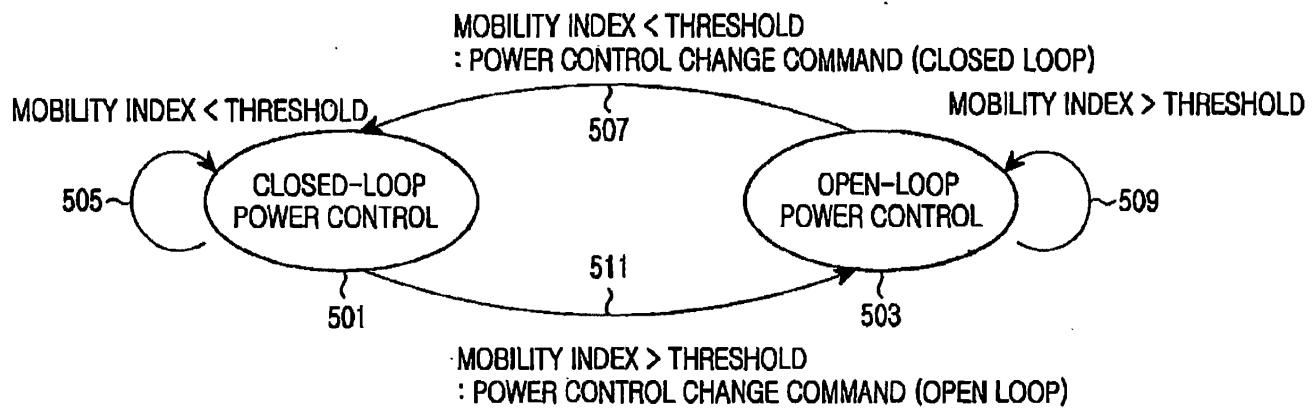 MOBILITY INDEX < THRESHOLD
: POWER CONTROL CHANGE COMMAND (CLOSED LOOP)
MOBILITY INDEX < THRESHOLD
MOBILITY INDEX > THRESHOLD
507
505
CLOSED-LOOP
POWER CONTROL
OPEN-LOOP
POWER CONTROL
509
511
501
503
MOBILITY INDEX > THRESHOLD
: POWER CONTROL CHANGE COMMAND (OPEN LOOP)